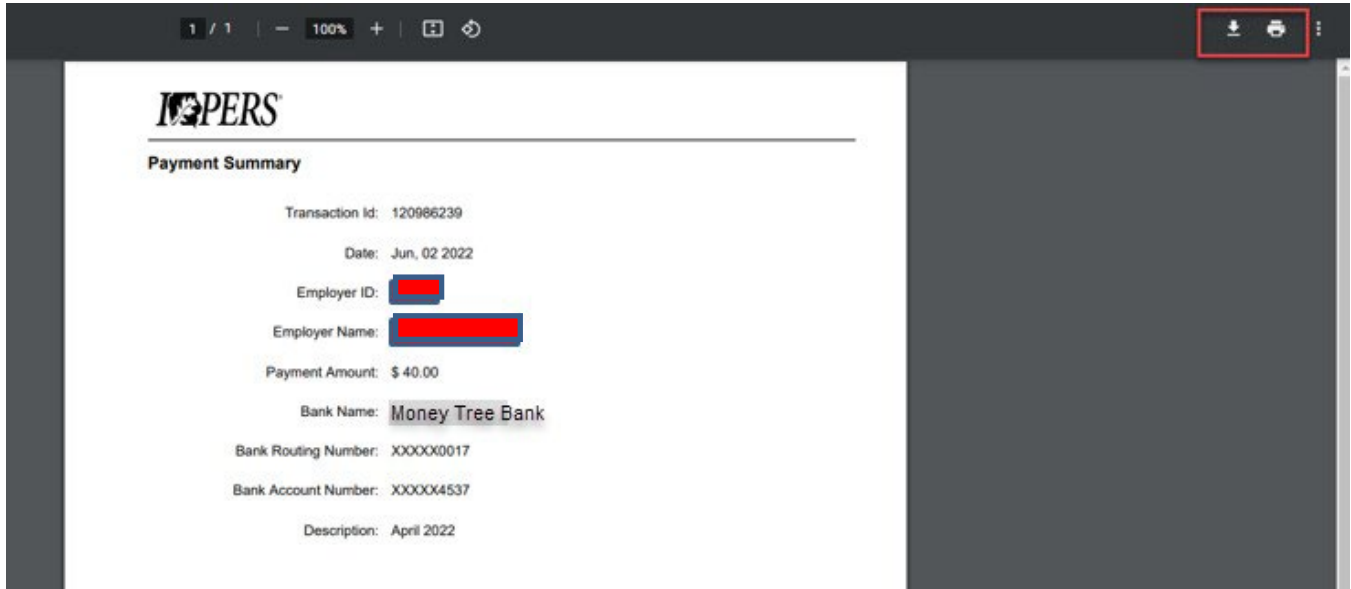 1 / 1 | − 100% + |
IPERS
Payment Summary
Transaction Id: 120986239
Date: Jun, 02 2022
Employer ID:
Employer Name:
Payment Amount: $ 40.00
Bank Name: Money Tree Bank
Bank Routing Number: XXXXX0017
Bank Account Number: XXXXX4537
Description: April 2022